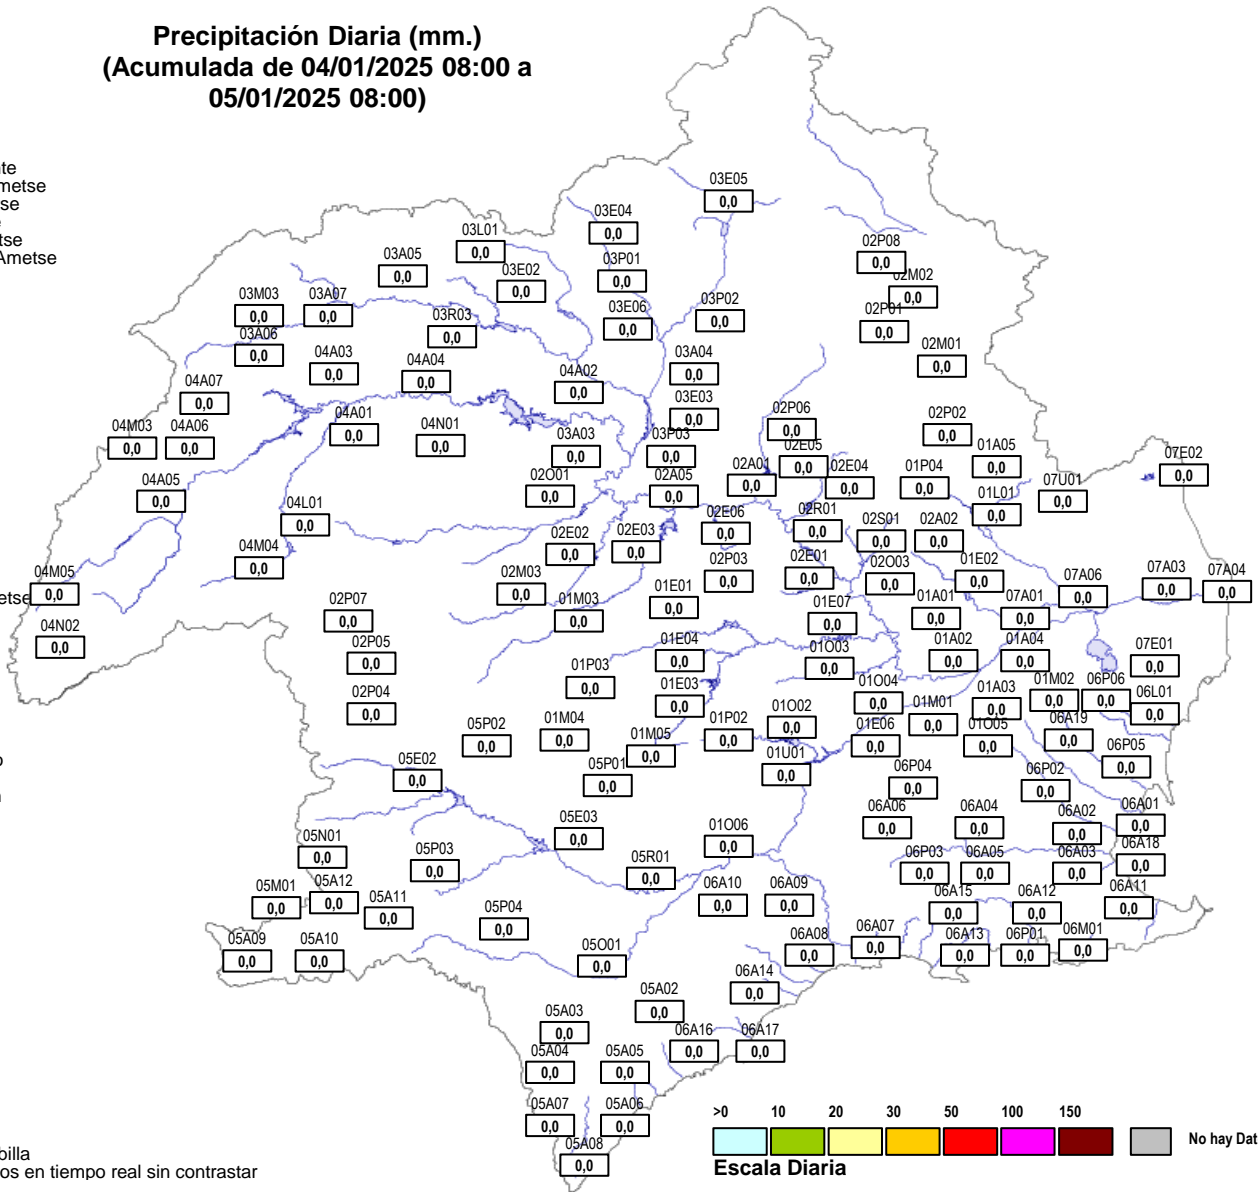 Precipitación Diaria (mm.)
(Acumulada de 04/01/2025 08:00 a
05/01/2025 08:00)
te
metse
se
tse
Ametse
03E05
0,0
03E04
0,0
03L01
0,0
03A05
0,0
03P01
0,0
03E02
0,0
02P08
0,0
02M02
0,0
03M03
0,0
03A07
0,0
03R03
0,0
03E06
0,0
03P02
0,0
02P01
0,0
03A06
0,0
04A03
0,0
04A04
0,0
04A02
0,0
03A04
0,0
02M01
0,0
04A07
0,0
03E03
0,0
04M03
0,0
04A06
0,0
04A01
0,0
04N01
0,0
03A03
0,0
03P03
0,0
02P06
0,0
02P02
0,0
02E05
0,0
01A05
0,0
07E02
0,0
04A05
0,0
02O01
0,0
02A05
0,0
02A01
0,0
02E04
0,0
01P04
0,0
07U01
0,0
01L01
0,0
04L01
0,0
02E06
0,0
02R01
0,0
02S01
0,0
02A02
0,0
02E02
0,0
02E03
0,0
04M04
0,0
02P03
0,0
02E01
0,0
02O03
0,0
01E02
0,0
04M05
0,0
etse
02M03
0,0
01E01
0,0
07A06
0,0
07A03
0,0
07A04
0,0
02P07
0,0
01M03
0,0
01E07
0,0
01A01
0,0
07A01
0,0
04N02
0,0
02P05
0,0
01E04
0,0
01O03
0,0
01A02
0,0
01A04
0,0
07E01
0,0
01P03
0,0
02P04
0,0
01E03
0,0
01O04
0,0
01A03
0,0
01M02
0,0
06P06
0,0
06L01
0,0
05P02
0,0
01M04
0,0
01M05
0,0
01P02
0,0
01O02
0,0
01E06
0,0
01M01
0,0
01O05
0,0
06A19
0,0
05E02
0,0
05P01
0,0
01U01
0,0
06P04
0,0
06P02
0,0
06P05
0,0
05E03
0,0
01O06
0,0
06A06
0,0
06A04
0,0
06A02
0,0
06A01
0,0
05N01
0,0
05P03
0,0
05R01
0,0
06P03
0,0
06A05
0,0
06A03
0,0
06A18
0,0
05M01
0,0
05A12
0,0
05A11
0,0
06A10
0,0
06A09
0,0
06A15
0,0
06A12
0,0
06A11
0,0
05P04
0,0
05A09
0,0
05A10
0,0
05O01
0,0
06A08
0,0
06A07
0,0
06A13
0,0
06P01
0,0
06M01
0,0
06A14
0,0
05A02
0,0
05A03
0,0
06A16
0,0
06A17
0,0
05A04
0,0
05A05
0,0
05A07
0,0
05A06
0,0
05A08
0,0
>0 10 20 30 50 100 150
No hay Dat
Escala Diaria
billa
os en tiempo real sin contrastar